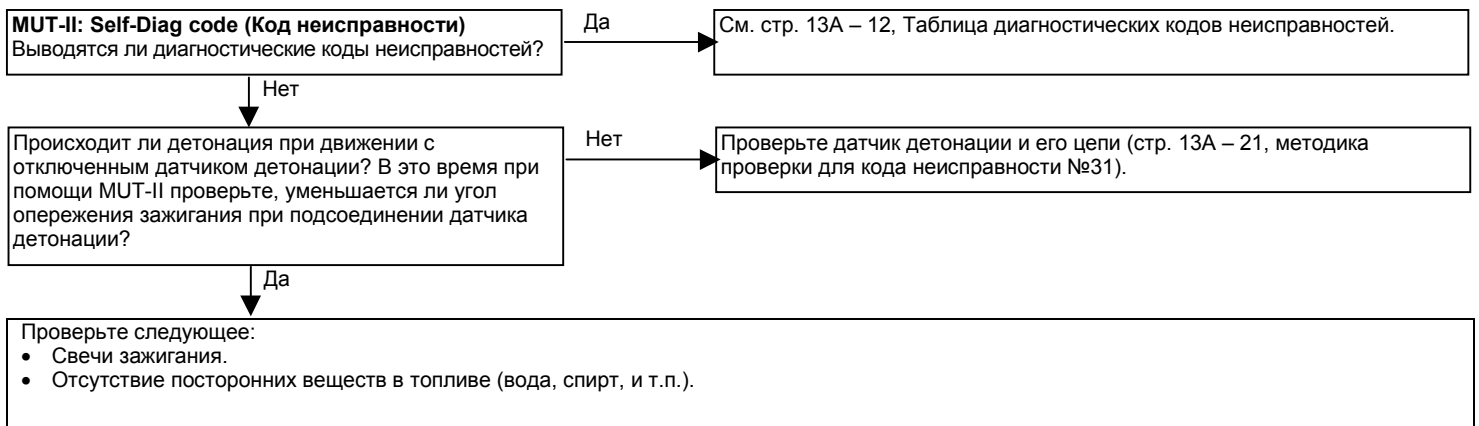 MUT-II: Self-Diag code (Код неисправности)
Выводятся ли диагностические коды неисправностей?
Да
См. стр. 13А – 12, Таблица диагностических кодов неисправностей.
Нет
Происходит ли детонация при движении с
отключенным датчиком детонации? В это время при
помощи MUT-II проверьте, уменьшается ли угол
опережения зажигания при подсоединении датчика
детонации?
Нет
Проверьте датчик детонации и его цепи (стр. 13А – 21, методика
проверки для кода неисправности №31).
Да
Проверьте следующее:
• Свечи зажигания.
• Отсутствие посторонних веществ в топливе (вода, спирт, и т.п.).